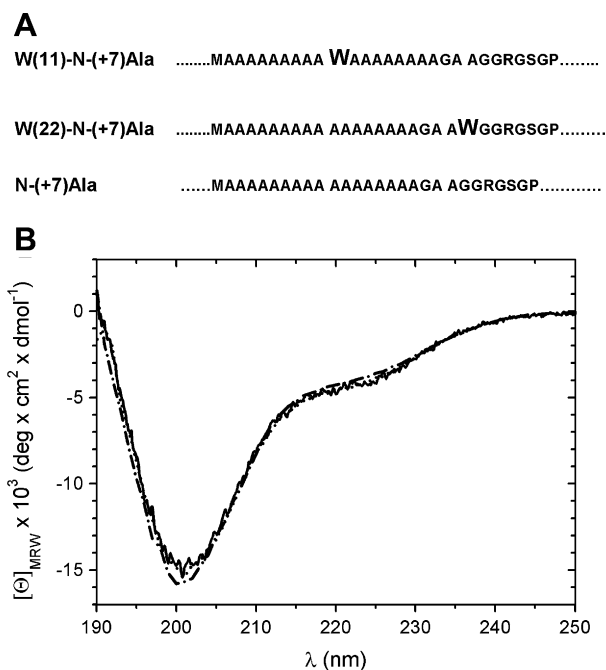 A
W(11)-N-(+7)Ala ........MAAAAAAAAA WAAAAAAAAGA AGGRGSGP........
W(22)-N-(+7)Ala ........MAAAAAAAAA AAAAAAAAAGA AWGGRGSGP.........
N-(+7)Ala ......MAAAAAAAAA AAAAAAAAAGA AGGRGSGP............
B
0
-5
-10
-15
[Θ]MRW x 10³ (deg x cm² x dmol⁻¹)
190 200 210 220 230 240 250
λ (nm)